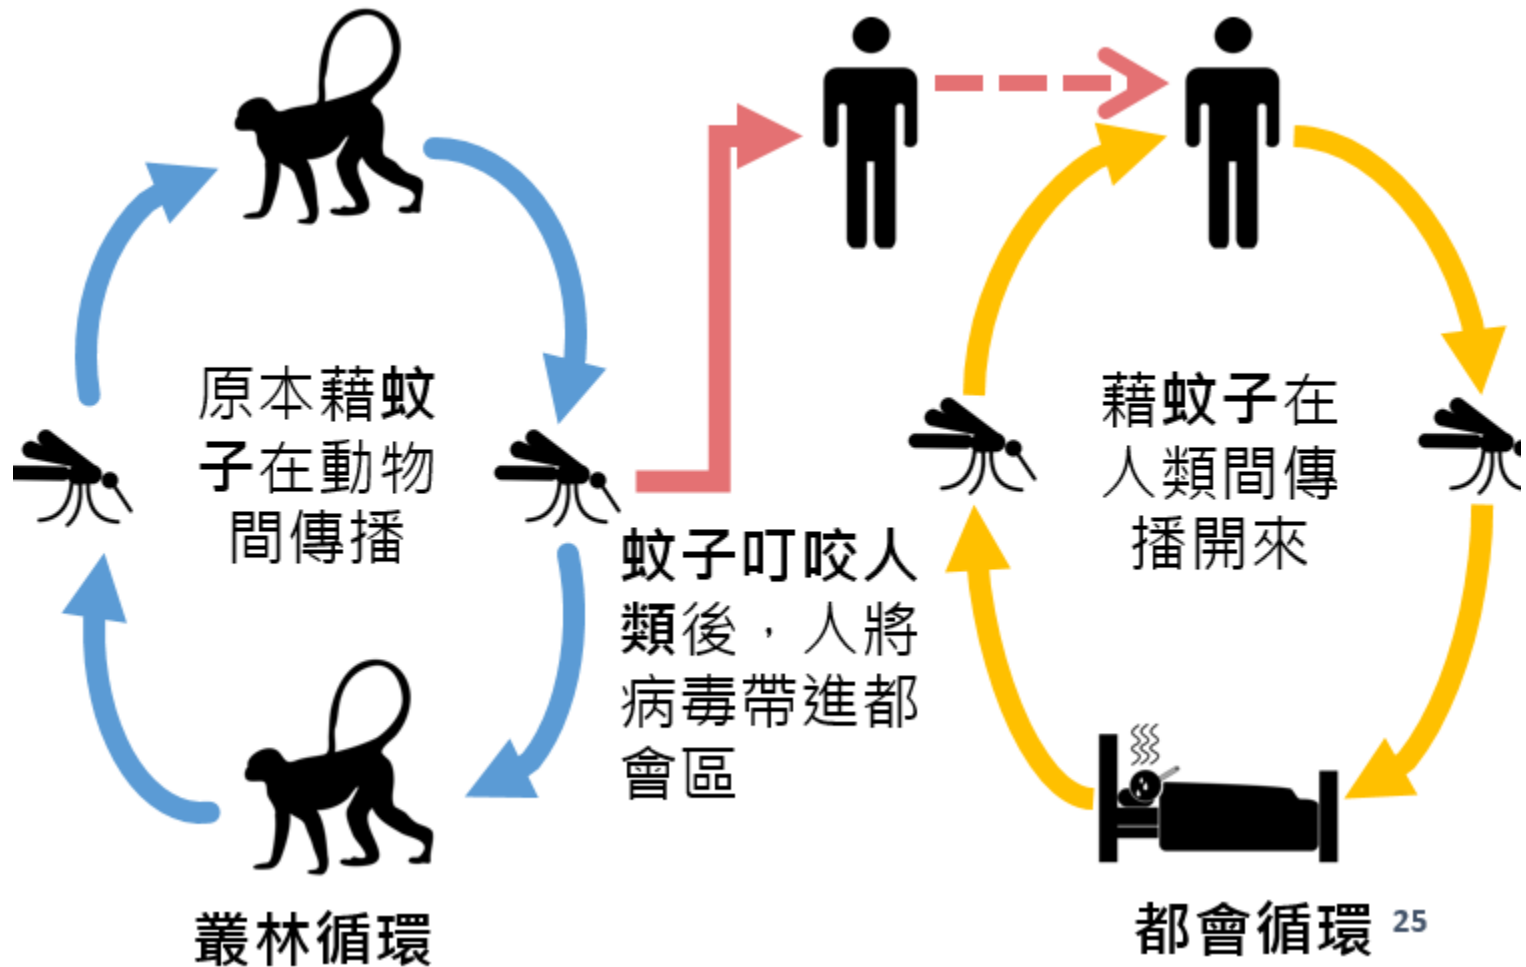 原本藉蚊
子在動物
間傳播
蚊子叮咬人
類後，人將
病毒帶進都
會區
藉蚊子在
人類間傳
播開來
叢林循環
都會循環 25